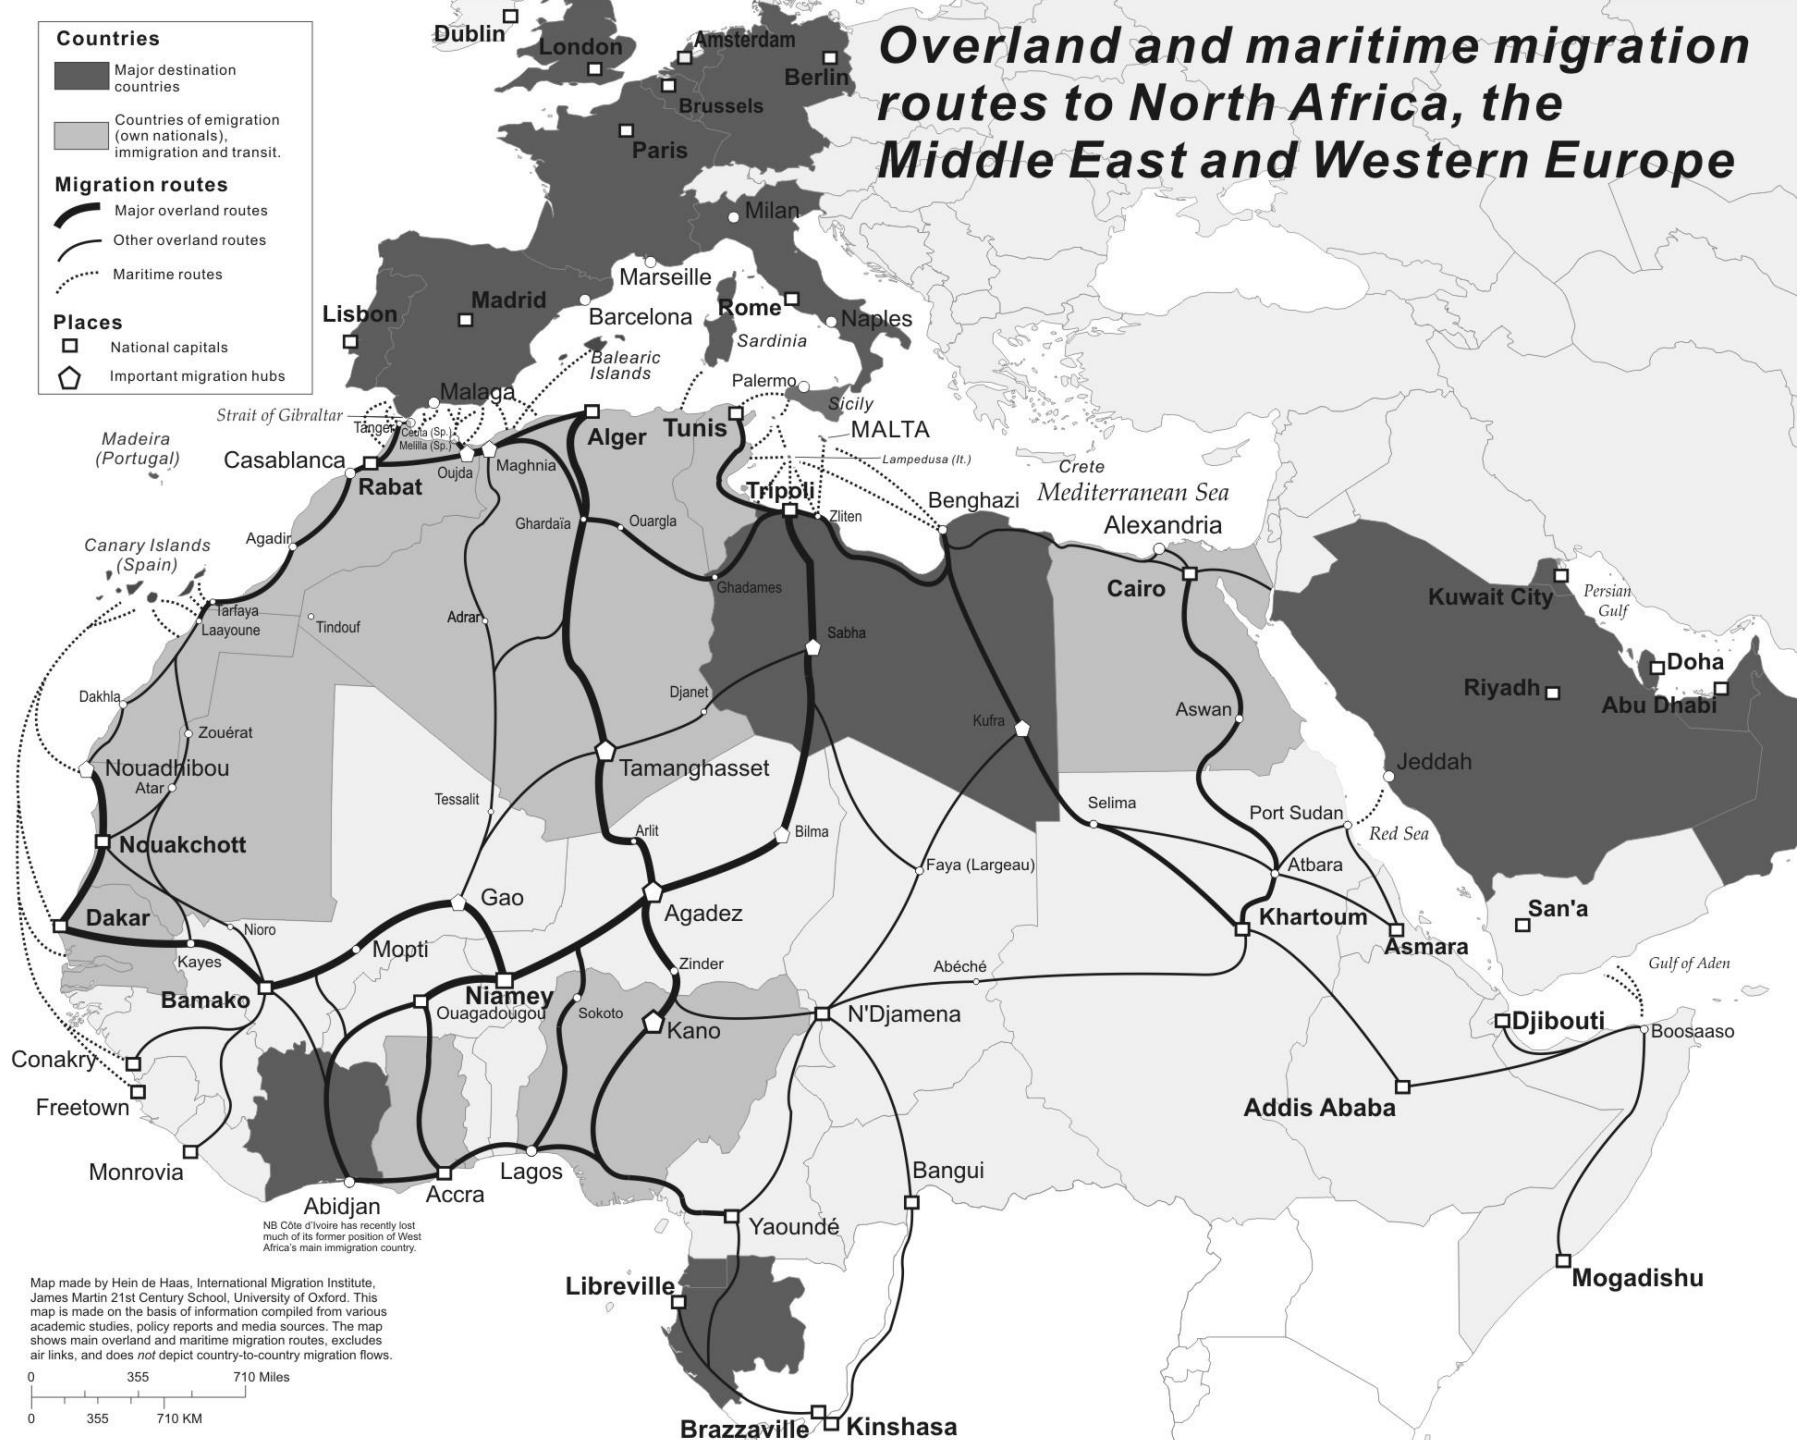 Overland and maritime migration
routes to North Africa, the
Middle East and Western Europe
Countries
Major destination
countries
Countries of emigration
(own nationals),
immigration and transit.
Migration routes
Major overland routes
Other overland routes
Maritime routes
Places
National capitals
Important migration hubs
Dublin
London
Amsterdam
Berlin
Brussels
Paris
Milan
Marseille
Madrid
Lisbon
Barcelona
Rome
Naples
Sardinia
Balearic
Islands
Palermo
Sicily
Malaga
Strait of Gibraltar
Tanger
Ceuta (Sp.)
Melilla (Sp.)
Madeira
(Portugal)
Casablanca
Rabat
Oujda
Maghnia
Alger
Tunis
MALTA
Lampedusa (It.)
Crete
Mediterranean Sea
Tripoli
Zliten
Benghazi
Alexandria
Ghardaïa
Ouargla
Agadir
Canary Islands
(Spain)
Ghadames
Cairo
Kuwait City
Persian
Gulf
Tarfaya
Laayoune
Tindouf
Adrar
Sabha
Doha
Riyadh
Abu Dhabi
Dakhla
Djanet
Zouérat
Kufra
Aswan
Jeddah
Nouadhibou
Atar
Tamanghasset
Tessalit
Selima
Port Sudan
Red Sea
Nouakchott
Arlit
Bilma
Faya (Largeau)
Atbara
Dakar
Gao
Agadez
Khartoum
San'a
Nioro
Asmara
Kayes
Mopti
Zinder
Abéché
Gulf of Aden
Bamako
Niamey
Ouagadougou
Sokoto
Kano
N'Djamena
Djibouti
Boosaaso
Conakry
Freetown
Addis Ababa
Monrovia
Abidjan
Accra
Lagos
Bangui
NB Côte d'Ivoire has recently lost
much of its former position of West
Africa's main immigration country.
Yaoundé
Libreville
Mogadishu
Brazzaville
Kinshasa
Map made by Hein de Haas, International Migration Institute,
James Martin 21st Century School, University of Oxford. This
map is made on the basis of information compiled from various
academic studies, policy reports and media sources. The map
shows main overland and maritime migration routes, excludes
air links, and does not depict country-to-country migration flows.
0 355 710 Miles
0 355 710 KM